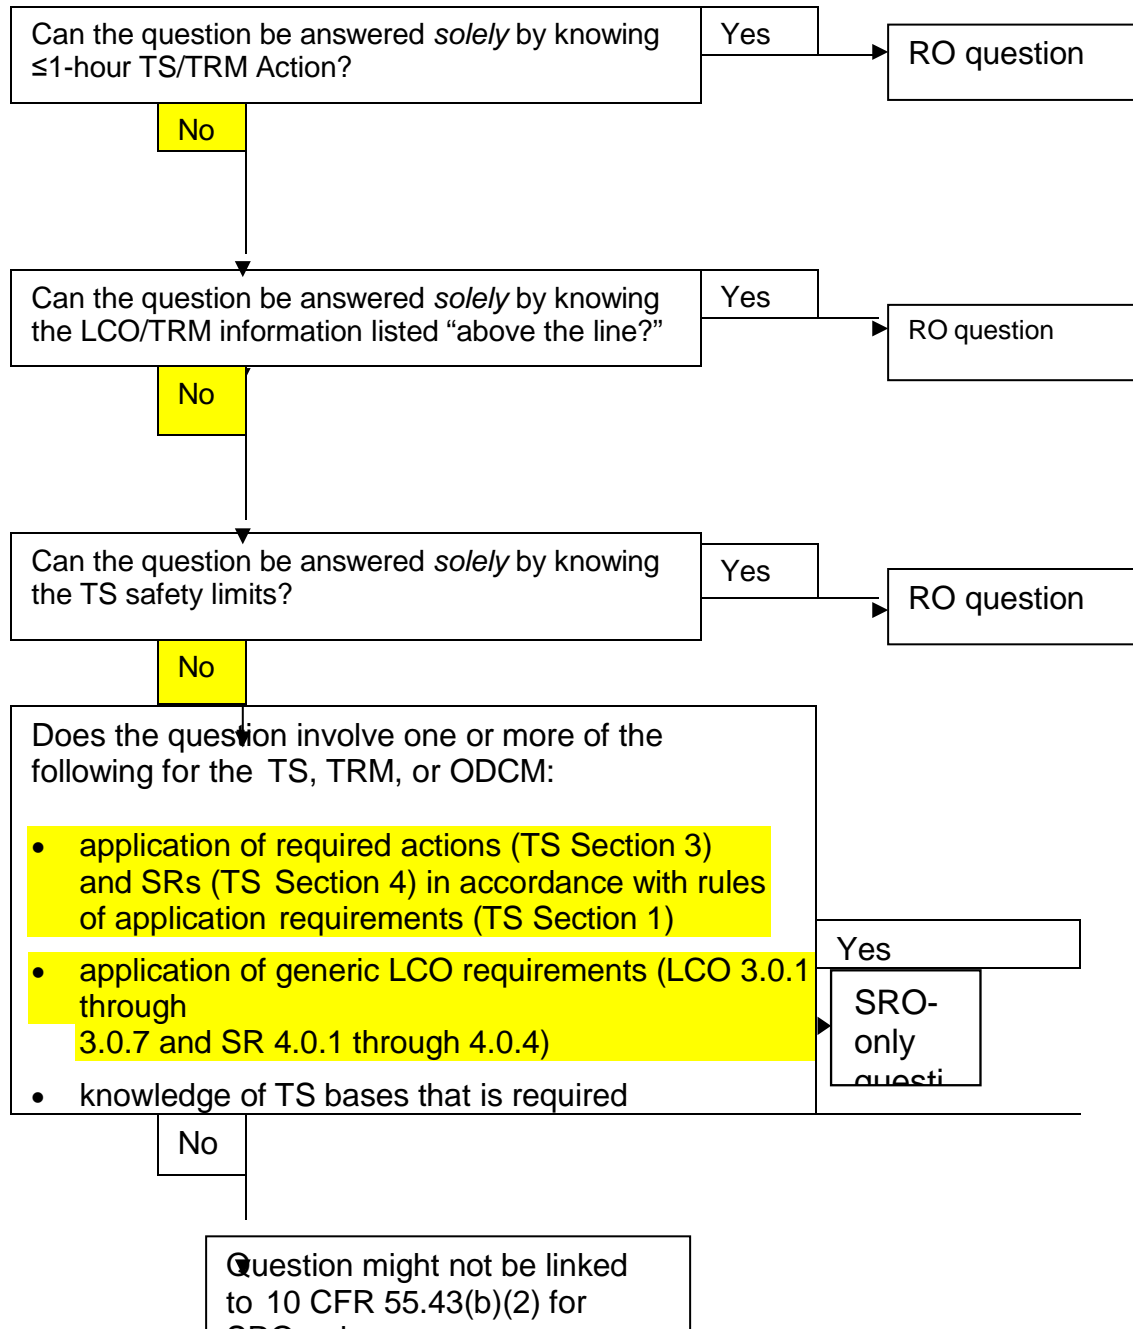 Can the question be answered solely by knowing
≤1-hour TS/TRM Action?
Yes
RO question
No
Can the question be answered solely by knowing
the LCO/TRM information listed “above the line?”
Yes
RO question
No
Can the question be answered solely by knowing
the TS safety limits?
Yes
RO question
No
Does the question involve one or more of the
following for the TS, TRM, or ODCM:
• application of required actions (TS Section 3)
and SRs (TS Section 4) in accordance with rules
of application requirements (TS Section 1)
• application of generic LCO requirements (LCO 3.0.1
through
3.0.7 and SR 4.0.1 through 4.0.4)
• knowledge of TS bases that is required
Yes
SRO-
only
questi
No
Question might not be linked
to 10 CFR 55.43(b)(2) for